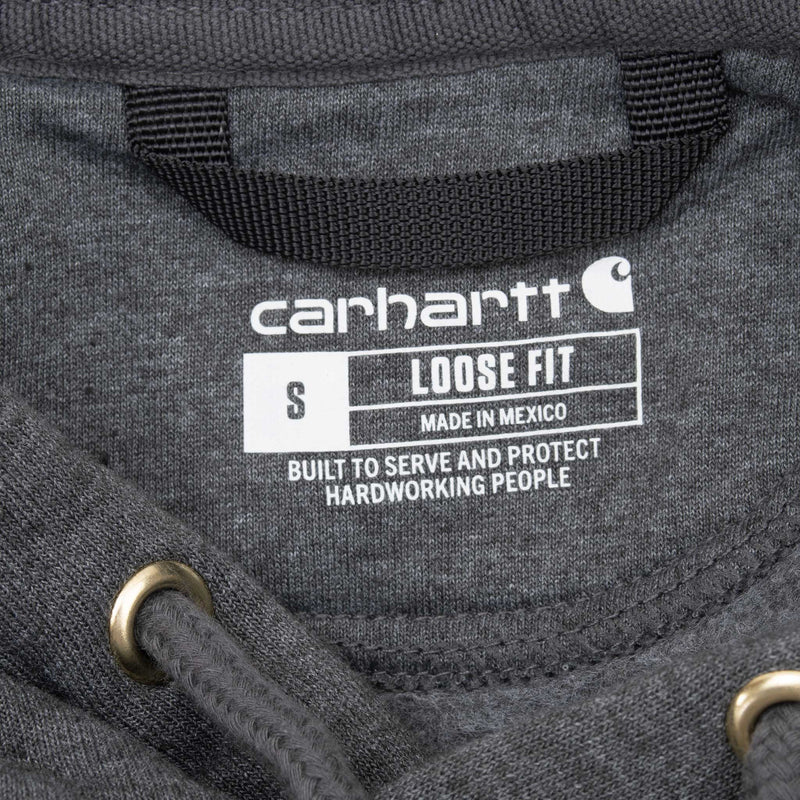 carhartt
S
LOOSE FIT
MADE IN MEXICO
BUILT TO SERVE AND PROTECT
HARDWORKING PEOPLE